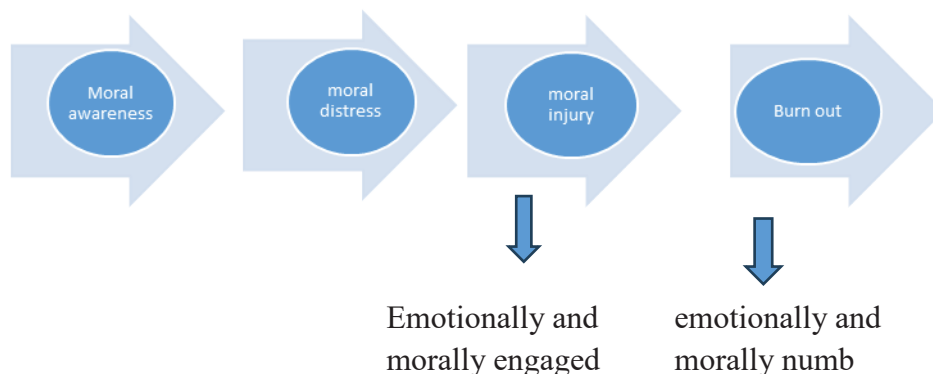 Moral
awareness
moral
distress
moral
injury
Burn out
Emotionally and
morally engaged
emotionally and
morally numb